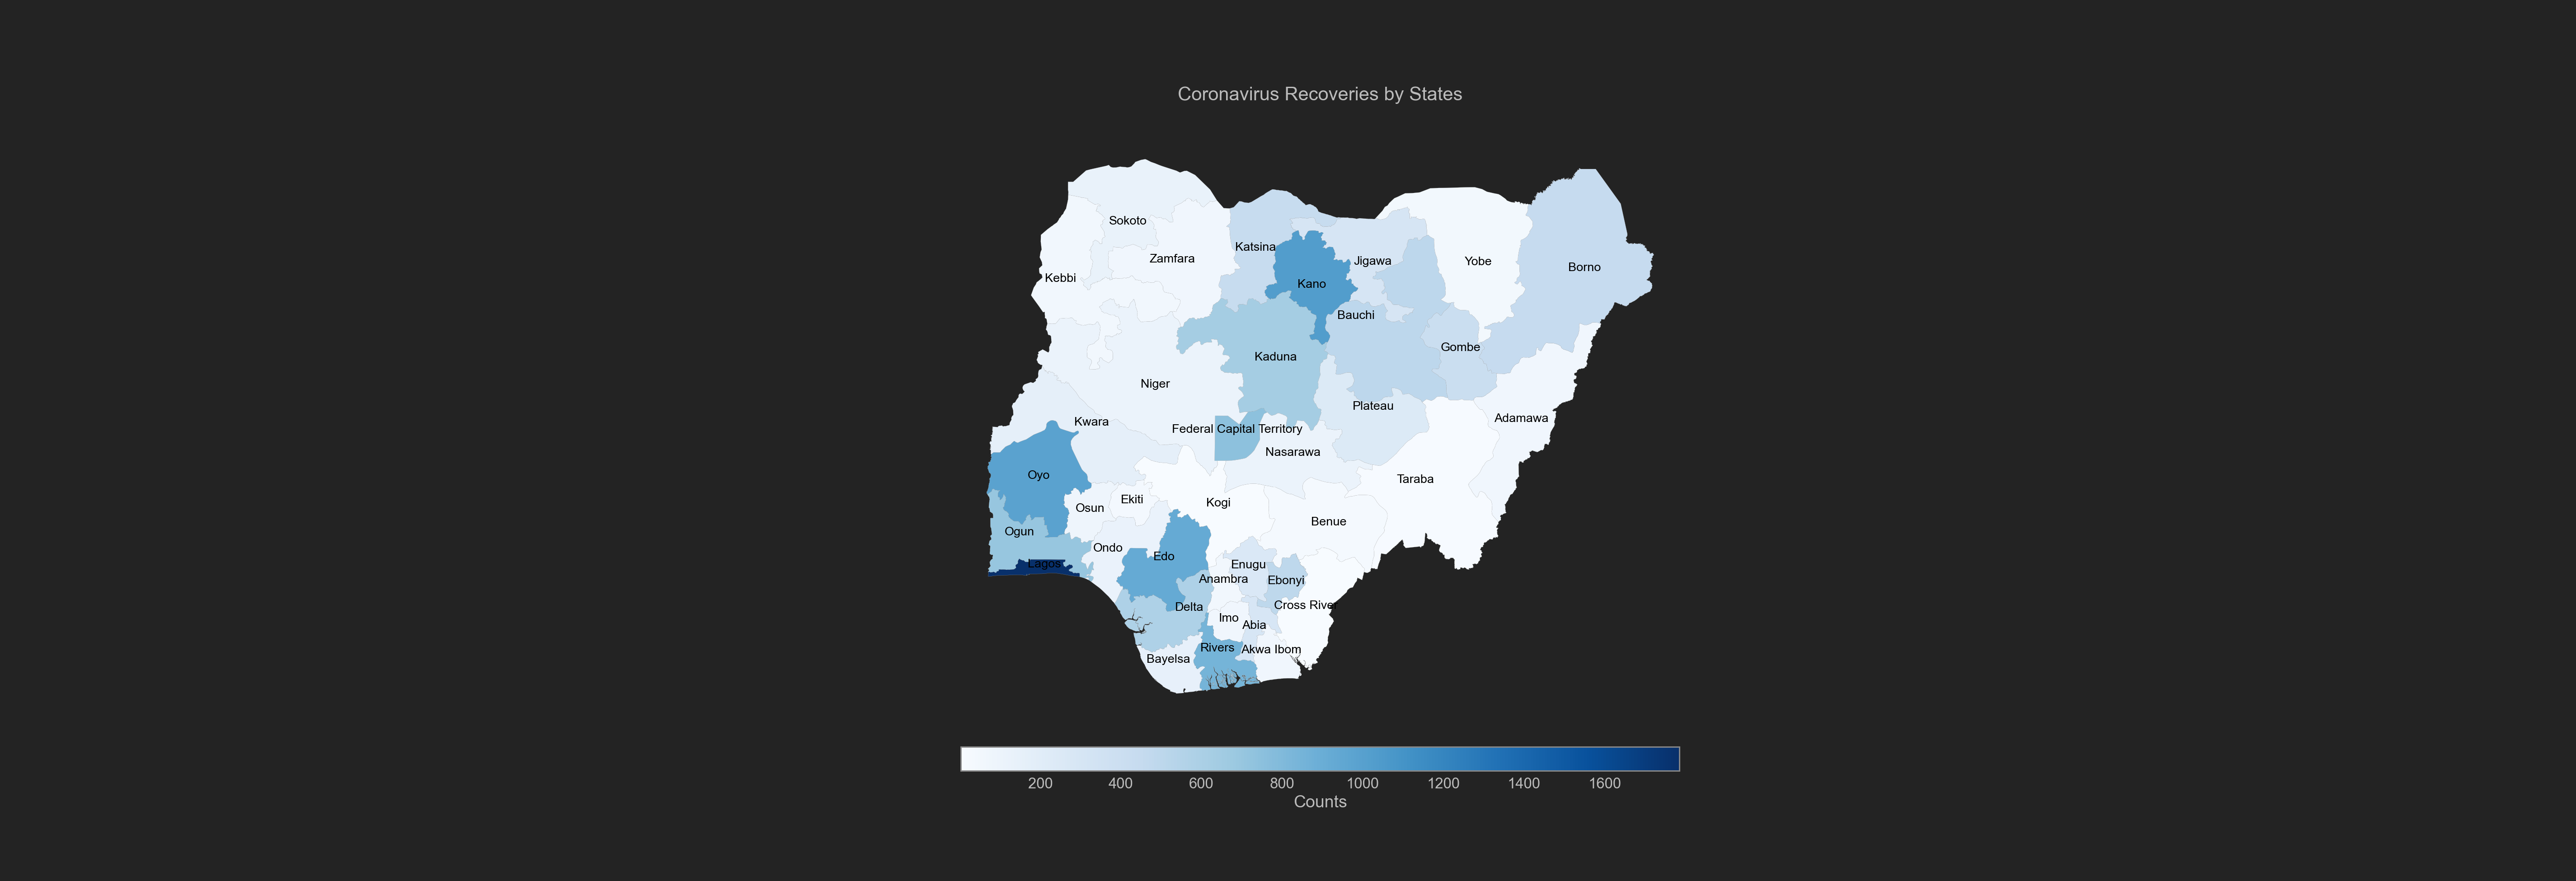 Coronavirus Recoveries by States
Sokoto
Katsina
Zamfara
Jigawa
Yobe
Borno
Kebbi
Kano
Bauchi
Gombe
Kaduna
Niger
Plateau
Adamawa
Kwara
Federal Capital Territory
Nasarawa
Oyo
Taraba
Ekiti
Kogi
Osun
Benue
Ogun
Ondo
Edo
Lagos
Enugu
Anambra
Ebonyi
Delta
Cross River
Imo
Abia
Rivers
Akwa Ibom
Bayelsa
200 400 600 800 1000 1200 1400 1600
Counts